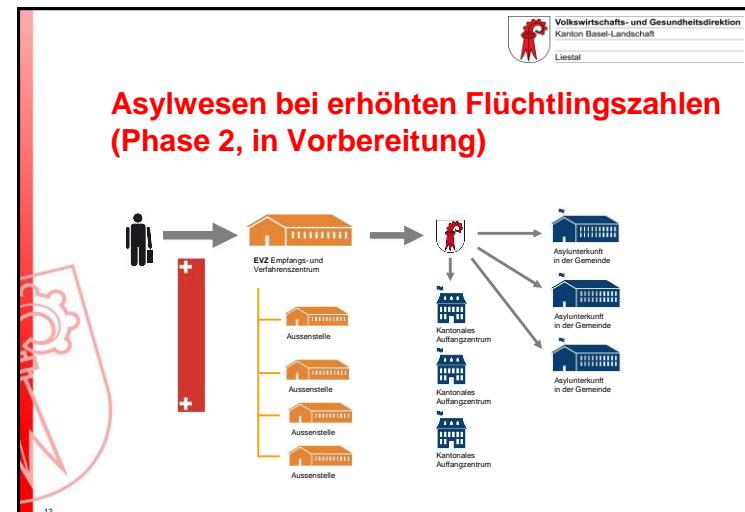 Volkswirtschafts- und Gesundheitsdirektion
Kanton Basel-Landschaft
Liestal
Asylwesen bei erhöhten Flüchtlingszahlen
(Phase 2, in Vorbereitung)
EVZ Empfangs- und
Verfahrenszentrum
Aussenstelle
Aussenstelle
Aussenstelle
Aussenstelle
Kantonales
Auffangzentrum
Kantonales
Auffangzentrum
Kantonales
Auffangzentrum
Asylunterkunft
in der Gemeinde
Asylunterkunft
in der Gemeinde
Asylunterkunft
in der Gemeinde
12